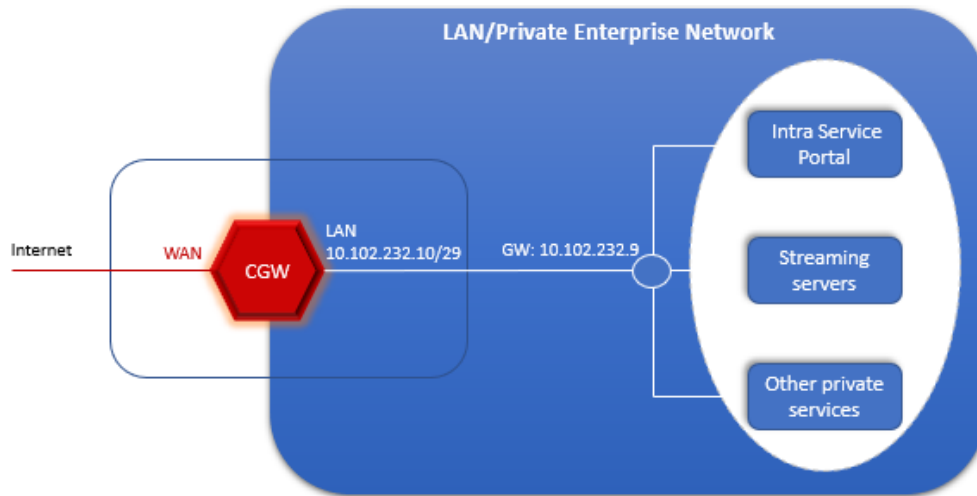 LAN/Private Enterprise Network
Intra Service
Portal
Internet
WAN
CGW
LAN
10.102.232.10/29
GW: 10.102.232.9
Streaming
servers
Other private
services